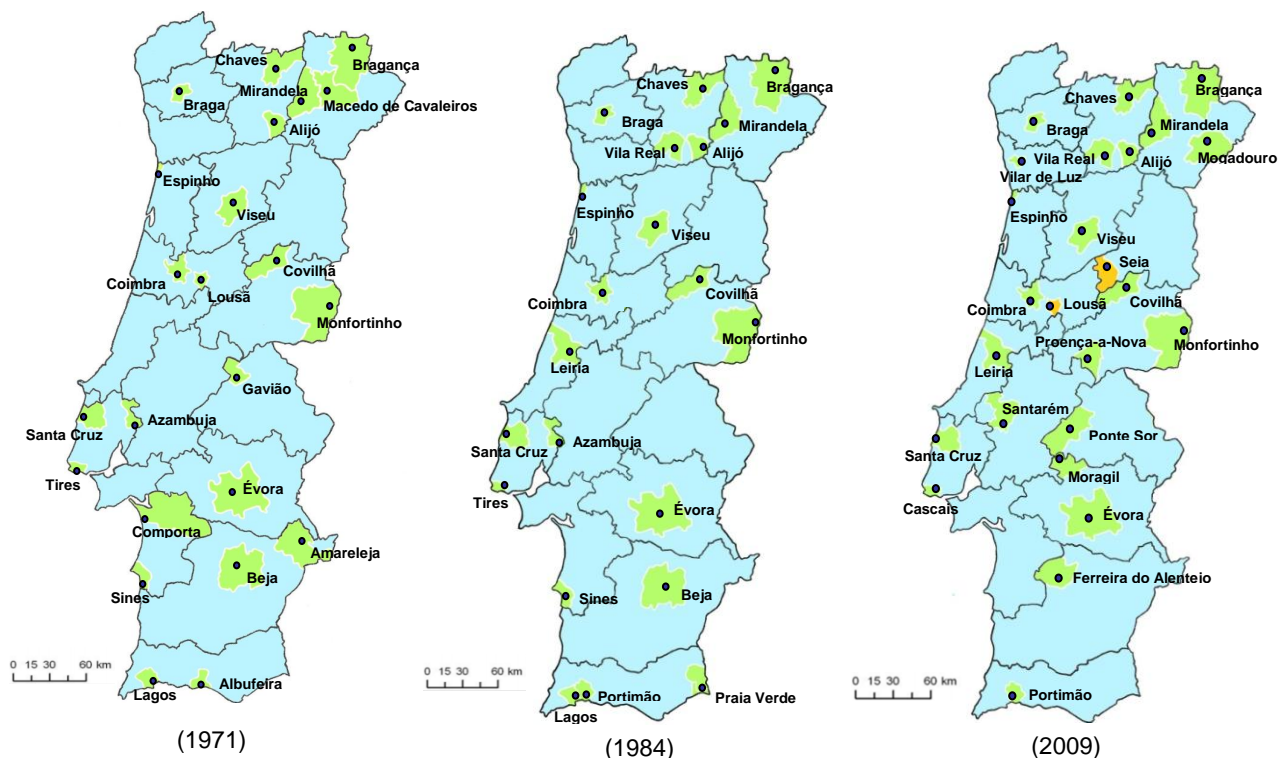 Chaves
Bragança
Mirandela
Braga
Macedo de Cavaleiros
Alijó
Espinho
Viseu
Covilhã
Coimbra
Lousã
Monfortinho
Gavião
Azambuja
Santa Cruz
Tires
Évora
Comporta
Amareleja
Beja
Sines
0 15 30 60 km
Lagos
Albufeira
(1971)
Chaves
Bragança
Braga
Mirandela
Vila Real
Alijó
Espinho
Viseu
Covilhã
Coimbra
Monfortinho
Leiria
Azambuja
Santa Cruz
Tires
Évora
Sines
Beja
0 15 30 60 km
Portimão
Praia Verde
Lagos
(1984)
Bragança
Chaves
Braga
Mirandela
Mogadouro
Vila Real
Alijó
Vilar de Luz
Espinho
Viseu
Seia
Covilhã
Coimbra
Lousã
Monfortinho
Proença-a-Nova
Leiria
Santarém
Ponte Sor
Santa Cruz
Moragil
Cascais
Évora
Ferreira do Alenteio
0 15 30 60 km
Portimão
(2009)